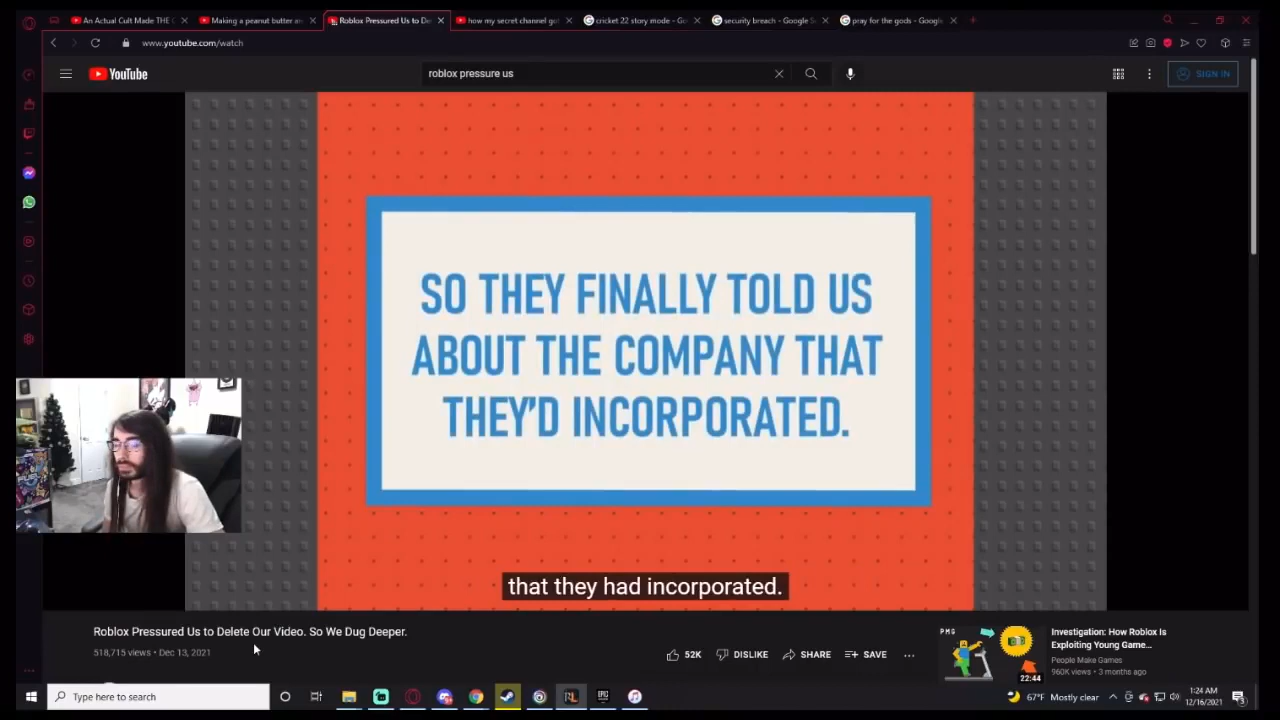 An Actual Cult Made THE
Making a peanut butter a
Roblox Pressured Us to De
how my secret channel got
cricket 22 story mode - Go
security breach - Google S
pray for the gods - Google
www.youtube.com/watch
YouTube
roblox pressure us
SIGN IN
SO THEY FINALLY TOLD US
ABOUT THE COMPANY THAT
THEY'D INCORPORATED.
that they had incorporated.
Roblox Pressured Us to Delete Our Video. So We Dug Deeper.
518,715 views • Dec 13, 2021
52K
DISLIKE
SHARE
SAVE
PMG
22:44
Investigation: How Roblox Is
Exploiting Young Game...
People Make Games
960K views • 3 months ago
Type here to search
67°F Mostly clear
1:24 AM
12/16/2021
3